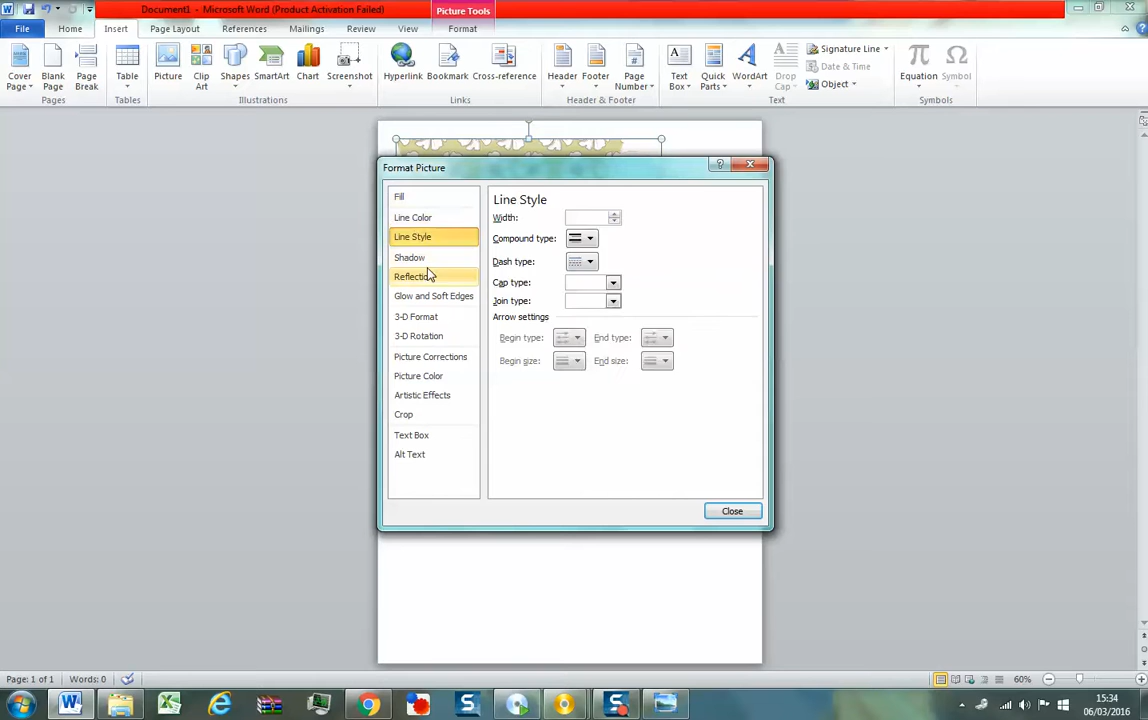 Document1 - Microsoft Word (Product Activation Failed)
Picture Tools
File
Home
Insert
Page Layout
References
Mailings
Review
View
Format
Cover Page
Blank Page
Page Break
Table
Picture
Clip Art
Shapes
SmartArt
Chart
Screenshot
Hyperlink
Bookmark
Cross-reference
Header
Footer
Page Number
Text Box
Quick Parts
WordArt
Drop Cap
Signature Line
Date & Time
Object
Equation
Symbol
Pages
Tables
Illustrations
Links
Header & Footer
Text
Symbols
Format Picture
Fill
Line Color
Line Style
Shadow
Reflection
Glow and Soft Edges
3-D Format
3-D Rotation
Picture Corrections
Picture Color
Artistic Effects
Crop
Text Box
Alt Text
Line Style
Width:
Compound type:
Dash type:
Cap type:
Join type:
Arrow settings
Begin type:
End type:
Begin size:
End size:
Close
Page: 1 of 1
Words: 0
60%
15:34
06/03/2016